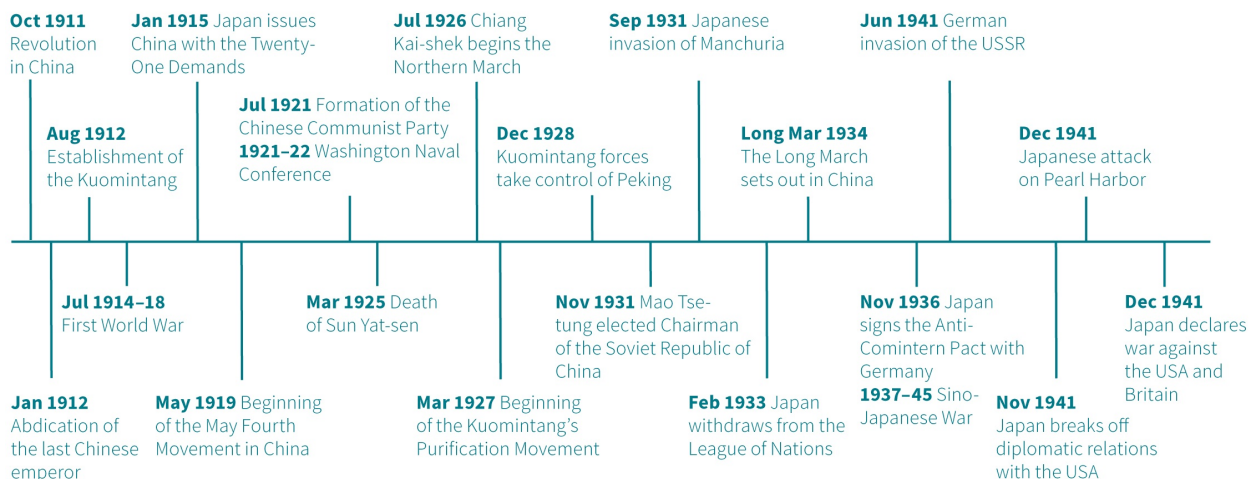 Oct 1911
Revolution
in China
Jan 1915 Japan issues
China with the Twenty-
One Demands
Jul 1926 Chiang
Kai-shek begins the
Northern March
Sep 1931 Japanese
invasion of Manchuria
Jun 1941 German
invasion of the USSR
Aug 1912
Establishment of
the Kuomintang
Jul 1921 Formation of the
Chinese Communist Party
1921–22 Washington Naval
Conference
Dec 1928
Kuomintang forces
take control of Peking
Long Mar 1934
The Long March
sets out in China
Dec 1941
Japanese attack
on Pearl Harbor
Jul 1914–18
First World War
Mar 1925 Death
of Sun Yat-sen
Nov 1931 Mao Tse-
tung elected Chairman
of the Soviet Republic of
China
Nov 1936 Japan
signs the Anti-
Comintern Pact with
Germany
1937–45 Sino-
Japanese War
Dec 1941
Japan declares
war against
the USA and
Britain
Jan 1912
Abdication of
the last Chinese
emperor
May 1919 Beginning
of the May Fourth
Movement in China
Mar 1927 Beginning
of the Kuomintang’s
Purification Movement
Feb 1933 Japan
withdraws from the
League of Nations
Nov 1941
Japan breaks off
diplomatic relations
with the USA